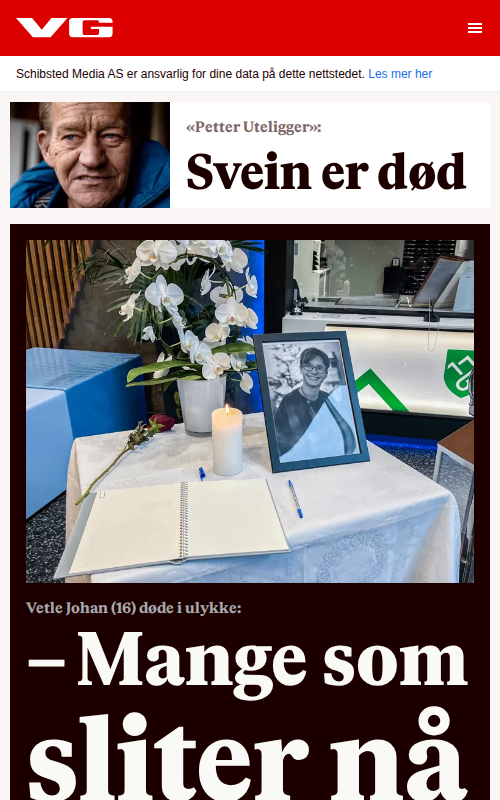 VG
Schibsted Media AS er ansvarlig for dine data på dette nettstedet. Les mer her
«Petter Uteligger»:
Svein er død
Vetle Johan (16) døde i ulykke:
– Mange som
sliter nå